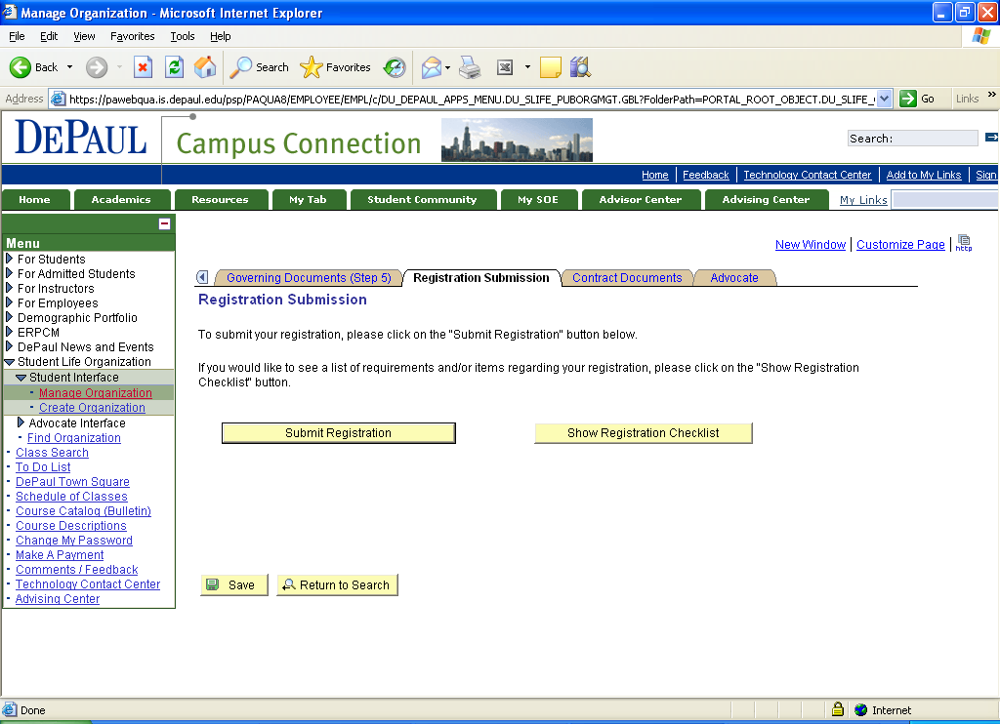 Manage Organization - Microsoft Internet Explorer
File Edit View Favorites Tools Help
Back Search Favorites
Address https://pawebqua.is.depaul.edu/psp/PAQUA8/EMPLOYEE/EMPL/c/DU_DEPAUL_APPS_MENU.DU_SLIFE_PUBORGMGT.GBL?FolderPath=PORTAL_ROOT_OBJECT.DU_SLIFE_ Go Links »
DEPAUL Campus Connection Search:
Home Feedback Technology Contact Center Add to My Links Sign
Home Academics Resources My Tab Student Community My SOE Advisor Center Advising Center My Links
Menu
For Students
For Admitted Students
For Instructors
For Employees
Demographic Portfolio
ERPCM
DePaul News and Events
Student Life Organization
Student Interface
- Manage Organization
- Create Organization
Advocate Interface
- Find Organization
- Class Search
- To Do List
- DePaul Town Square
- Schedule of Classes
- Course Catalog (Bulletin)
- Course Descriptions
- Change My Password
- Make A Payment
- Comments / Feedback
- Technology Contact Center
- Advising Center
New Window Customize Page http
Governing Documents (Step 5) Registration Submission Contract Documents Advocate
Registration Submission
To submit your registration, please click on the "Submit Registration" button below.
If you would like to see a list of requirements and/or items regarding your registration, please click on the "Show Registration
Checklist" button.
Submit Registration Show Registration Checklist
Save Return to Search
Done Internet